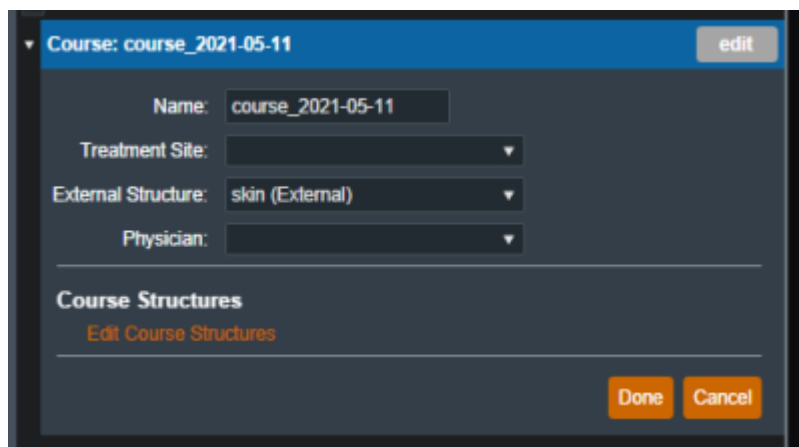 Course: course_2021-05-11 edit
Name: course_2021-05-11
Treatment Site:
External Structure: skin (External)
Physician:
Course Structures
Edit Course Structures
Done Cancel